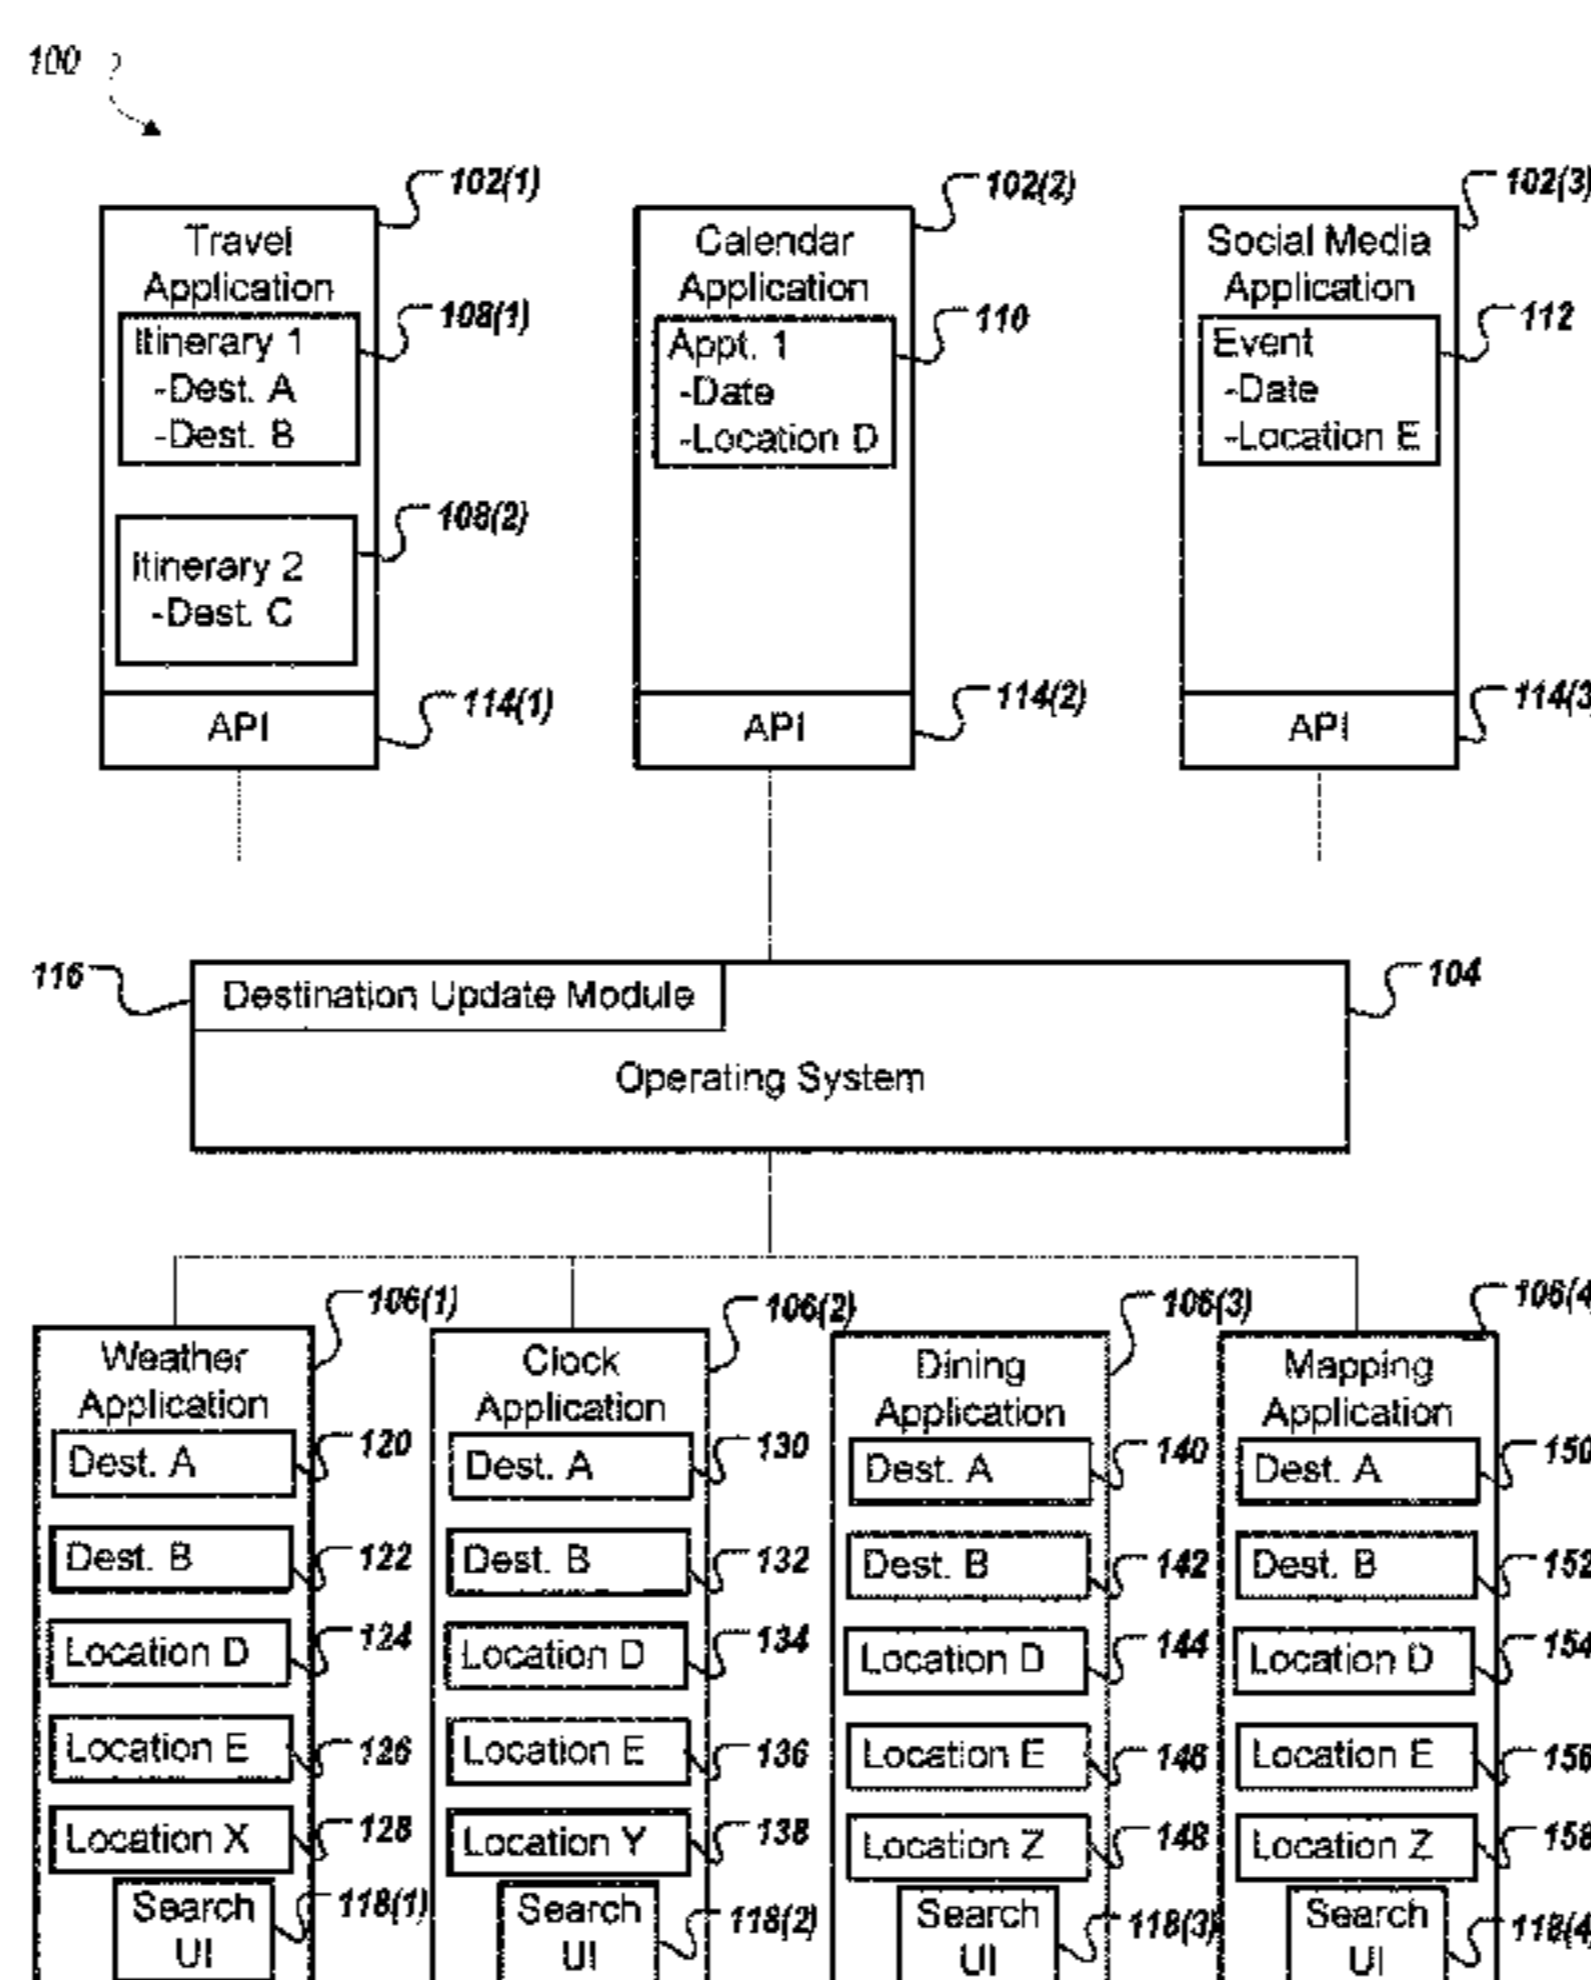 100
102(1)
102(2)
102(3)
Travel
Application
Calendar
Application
Social Media
Application
108(1)
110
112
Itinerary 1
-Dest. A
-Dest. B
Appt. 1
-Date
-Location D
Event
-Date
-Location E
108(2)
Itinerary 2
-Dest. C
114(1)
114(2)
114(3
API
API
API
116
104
Destination Update Module
Operating System
106(1)
106(2)
106(3)
106(4
Weather
Application
Clock
Application
Dining
Application
Mapping
Application
Dest. A
120
Dest. A
130
Dest. A
140
Dest. A
150
Dest. B
122
Dest. B
132
Dest. B
142
Dest. B
152
Location D
124
Location D
134
Location D
144
Location D
154
Location E
126
Location E
136
Location E
146
Location E
156
Location X
128
Location Y
138
Location Z
148
Location Z
158
Search
UI
118(1)
Search
UI
118(2)
Search
UI
118(3)
Search
UI
118(4